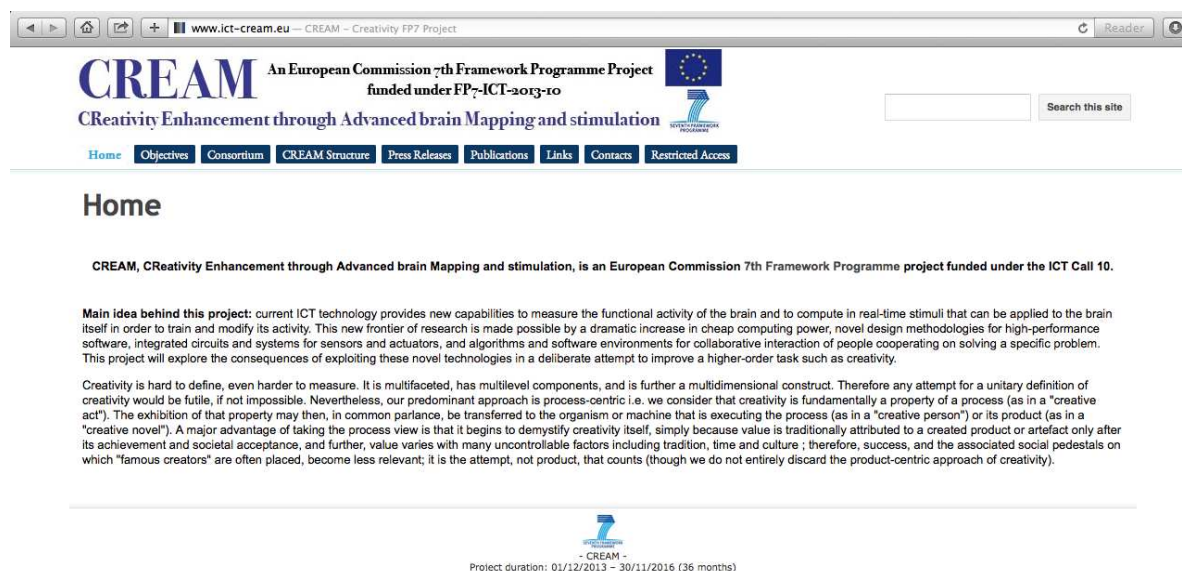 www.ict-cream.eu — CREAM – Creativity FP7 Project
Reader
CREAM
An European Commission 7th Framework Programme Project
funded under FP7-ICT-2013-10
CReativity Enhancement through Advanced brain Mapping and stimulation
SEVENTH FRAMEWORK
PROGRAMME
Search this site
Home Objectives Consortium CREAM Structure Press Releases Publications Links Contacts Restricted Access
Home
CREAM, CReativity Enhancement through Advanced brain Mapping and stimulation, is an European Commission 7th Framework Programme project funded under the ICT Call 10.
Main idea behind this project: current ICT technology provides new capabilities to measure the functional activity of the brain and to compute in real-time stimuli that can be applied to the brain
itself in order to train and modify its activity. This new frontier of research is made possible by a dramatic increase in cheap computing power, novel design methodologies for high-performance
software, integrated circuits and systems for sensors and actuators, and algorithms and software environments for collaborative interaction of people cooperating on solving a specific problem.
This project will explore the consequences of exploiting these novel technologies in a deliberate attempt to improve a higher-order task such as creativity.
Creativity is hard to define, even harder to measure. It is multifaceted, has multilevel components, and is further a multidimensional construct. Therefore any attempt for a unitary definition of
creativity would be futile, if not impossible. Nevertheless, our predominant approach is process-centric i.e. we consider that creativity is fundamentally a property of a process (as in a "creative
act"). The exhibition of that property may then, in common parlance, be transferred to the organism or machine that is executing the process (as in a "creative person") or its product (as in a
"creative novel"). A major advantage of taking the process view is that it begins to demystify creativity itself, simply because value is traditionally attributed to a created product or artefact only after
its achievement and societal acceptance, and further, value varies with many uncontrollable factors including tradition, time and culture ; therefore, success, and the associated social pedestals on
which "famous creators" are often placed, become less relevant; it is the attempt, not product, that counts (though we do not entirely discard the product-centric approach of creativity).
SEVENTH FRAMEWORK
PROGRAMME
- CREAM -
Project duration: 01/12/2013 – 30/11/2016 (36 months)